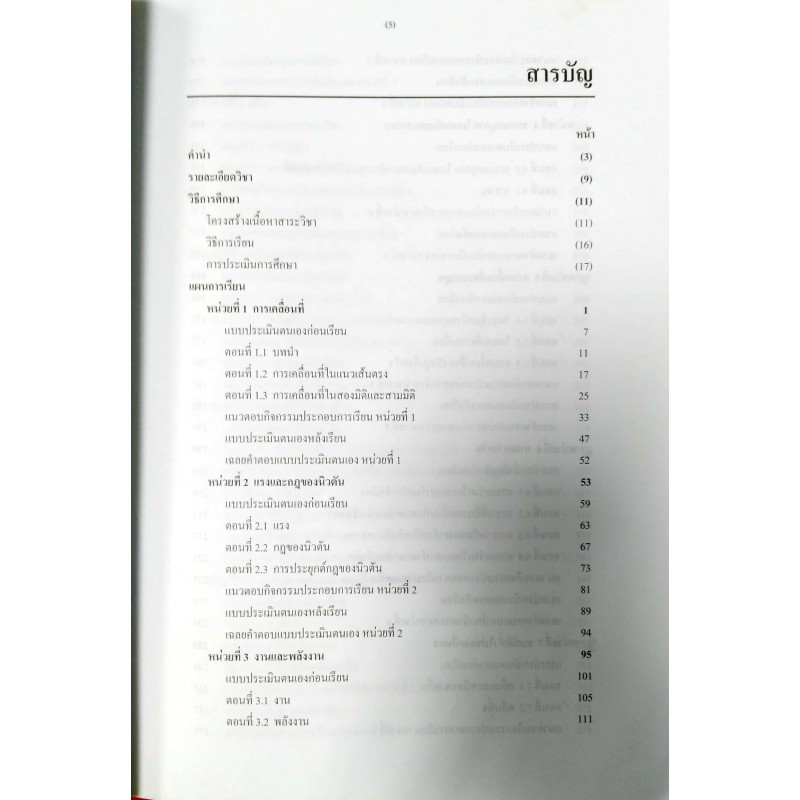 (5)
สารบัญ
หน้า
คำนำ (3)
รายละเอียดวิชา (9)
วิธีการศึกษา (11)
โครงสร้างเนื้อหาสาระวิชา (11)
วิธีการเรียน (16)
การประเมินการศึกษา (17)
แผนการเรียน
หน่วยที่ 1 การเคลื่อนที่ 1
แบบประเมินตนเองก่อนเรียน 7
ตอนที่ 1.1 บทนำ 11
ตอนที่ 1.2 การเคลื่อนที่ในแนวเส้นตรง 17
ตอนที่ 1.3 การเคลื่อนที่ในสองมิติและสามมิติ 25
แนวตอบกิจกรรมประกอบการเรียน หน่วยที่ 1 33
แบบประเมินตนเองหลังเรียน 47
เฉลยคำตอบแบบประเมินตนเอง หน่วยที่ 1 52
หน่วยที่ 2 แรงและกฎของนิวตัน 53
แบบประเมินตนเองก่อนเรียน 59
ตอนที่ 2.1 แรง 63
ตอนที่ 2.2 กฎของนิวตัน 67
ตอนที่ 2.3 การประยุกต์กฎของนิวตัน 73
แนวตอบกิจกรรมประกอบการเรียน หน่วยที่ 2 81
แบบประเมินตนเองหลังเรียน 89
เฉลยคำตอบแบบประเมินตนเอง หน่วยที่ 2 94
หน่วยที่ 3 งานและพลังงาน 95
แบบประเมินตนเองก่อนเรียน 101
ตอนที่ 3.1 งาน 105
ตอนที่ 3.2 พลังงาน 111